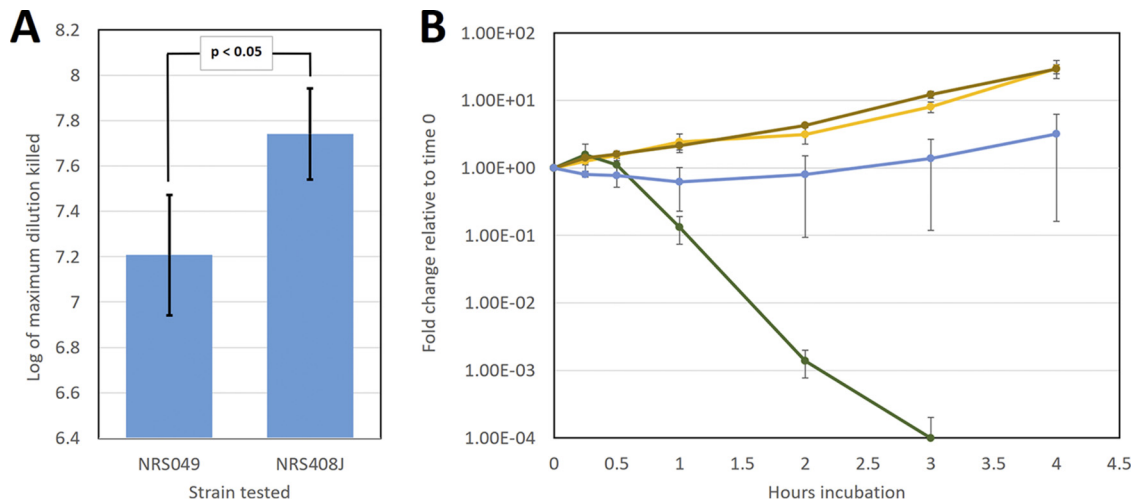 A
8.2
8
7.8
7.6
7.4
7.2
7
6.8
6.6
6.4
Log of maximum dilution killed
p < 0.05
NRS049
NRS408J
Strain tested
B
1.00E+02
1.00E+01
1.00E+00
1.00E-01
1.00E-02
1.00E-03
1.00E-04
Fold change relative to time 0
0
0.5
1
1.5
2
2.5
3
3.5
4
4.5
Hours incubation